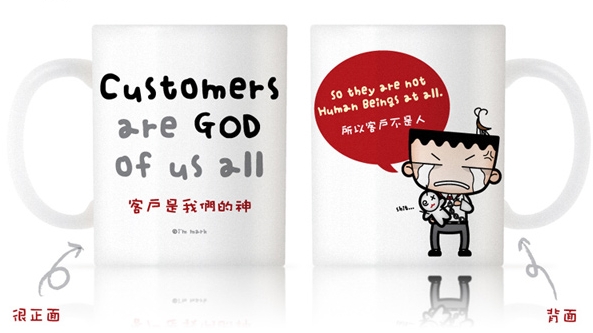 Customers
are GOD
of us all
客戶是我們的神
©i'm mark
很正面
So they are not
Human Beings at all.
所以客戶不是人
shit...
背面